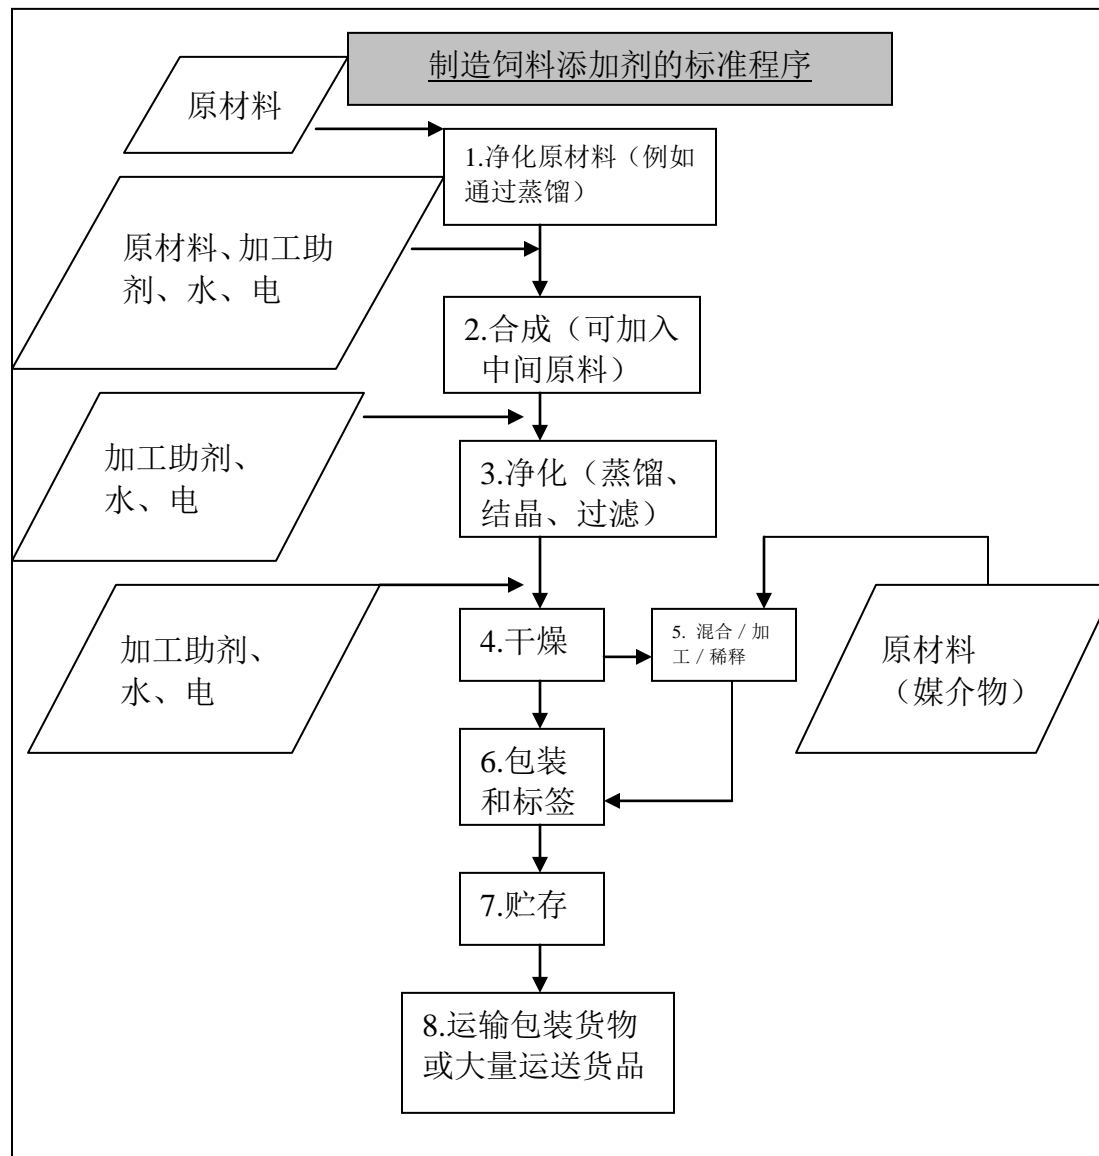 制造饲料添加剂的标准程序
原材料
1.净化原材料（例如
通过蒸馏）
原材料、加工助
剂、水、电
2.合成（可加入
中间原料）
加工助剂、
水、电
3.净化（蒸馏、
结晶、过滤）
加工助剂、
水、电
4.干燥
5. 混合／加
工／稀释
原材料
（媒介物）
6.包装
和标签
7.贮存
8.运输包装货物
或大量运送货品